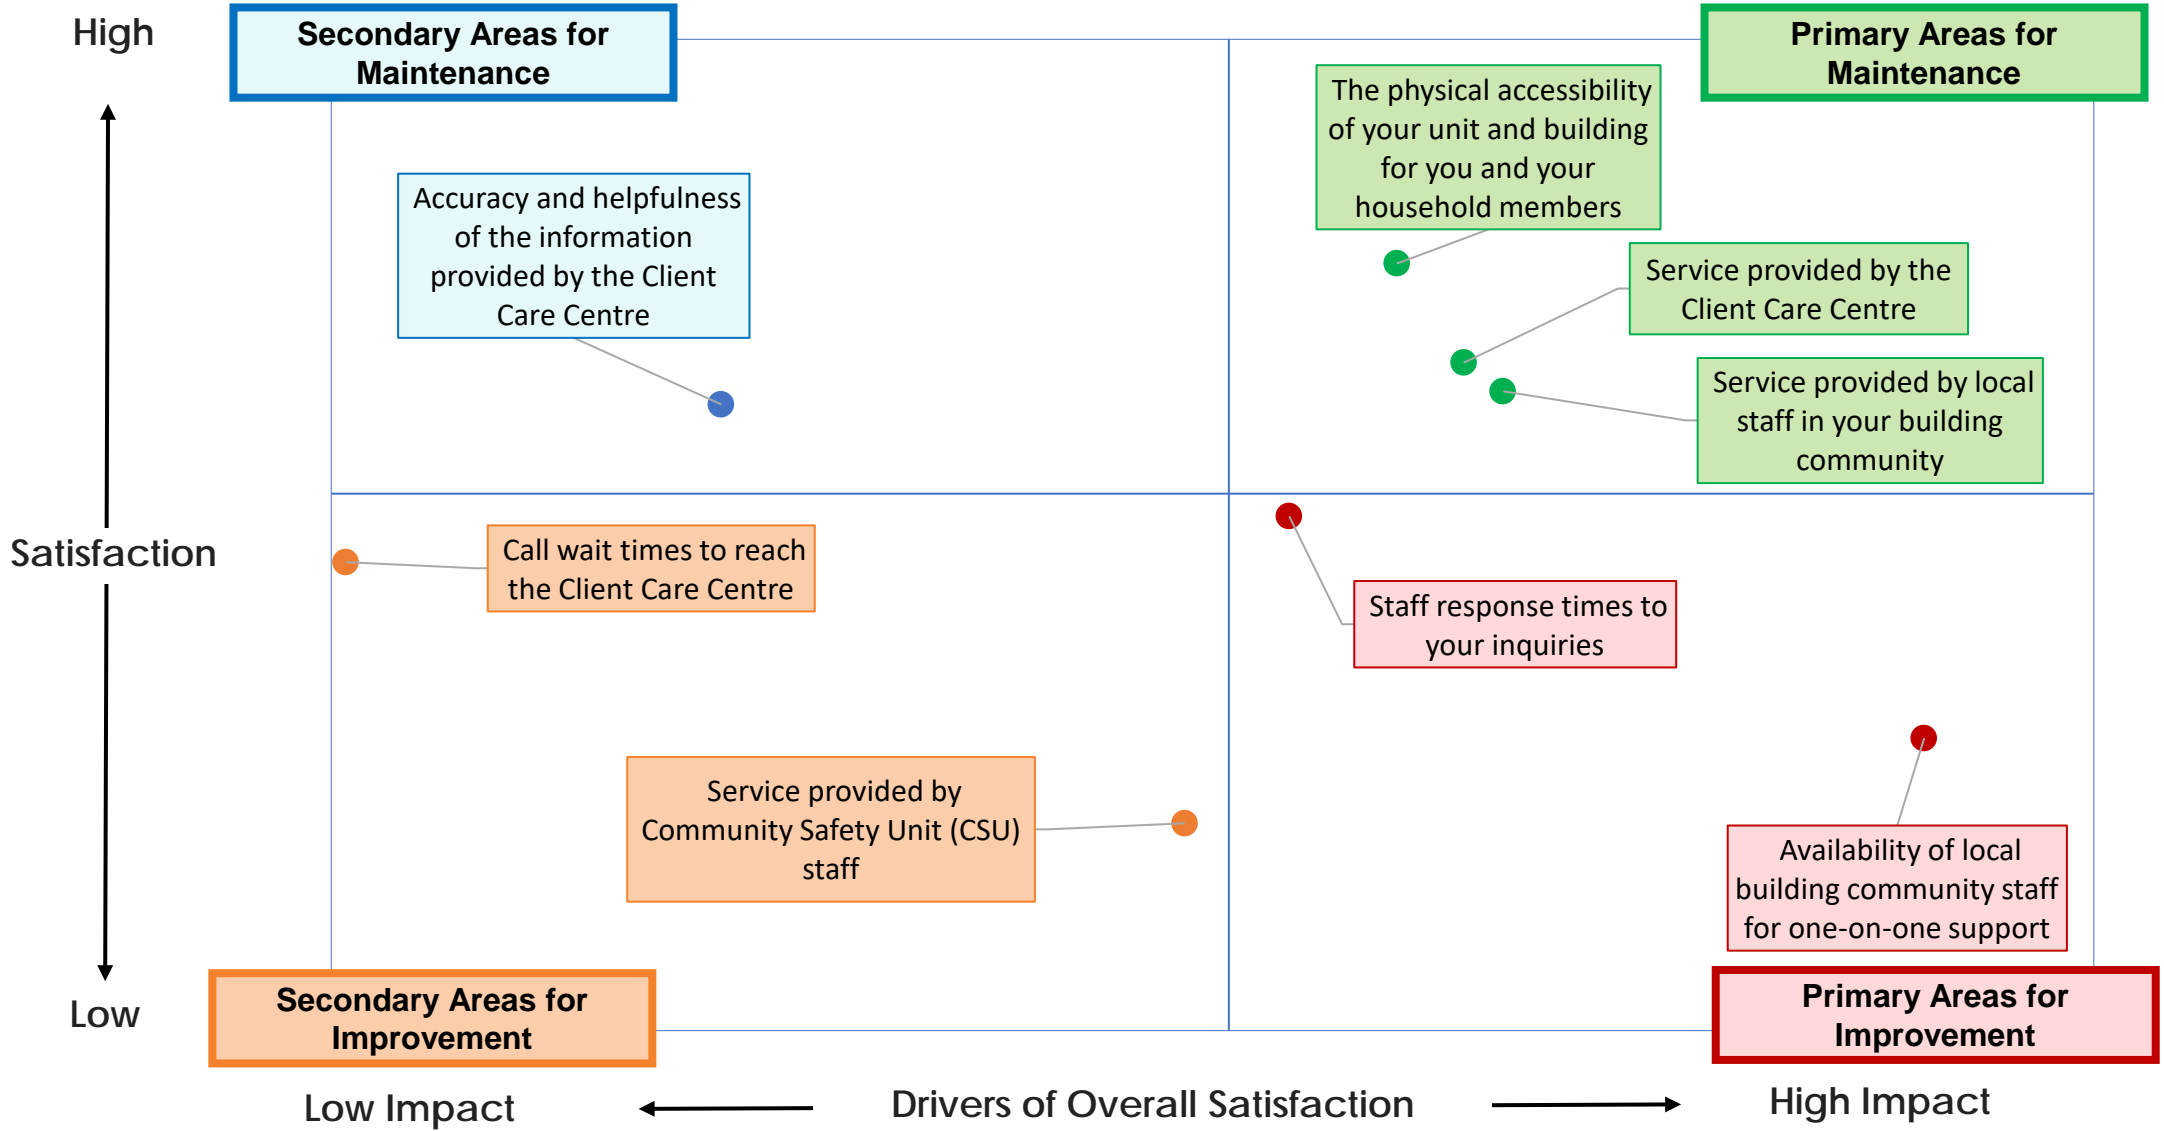 High
Secondary Areas for
Maintenance
Primary Areas for
Maintenance
The physical accessibility
of your unit and building
for you and your
household members
Accuracy and helpfulness
of the information
provided by the Client
Care Centre
Service provided by the
Client Care Centre
Service provided by local
staff in your building
community
Satisfaction
Call wait times to reach
the Client Care Centre
Staff response times to
your inquiries
Service provided by
Community Safety Unit (CSU)
staff
Availability of local
building community staff
for one-on-one support
Low
Secondary Areas for
Improvement
Primary Areas for
Improvement
Low Impact
Drivers of Overall Satisfaction
High Impact